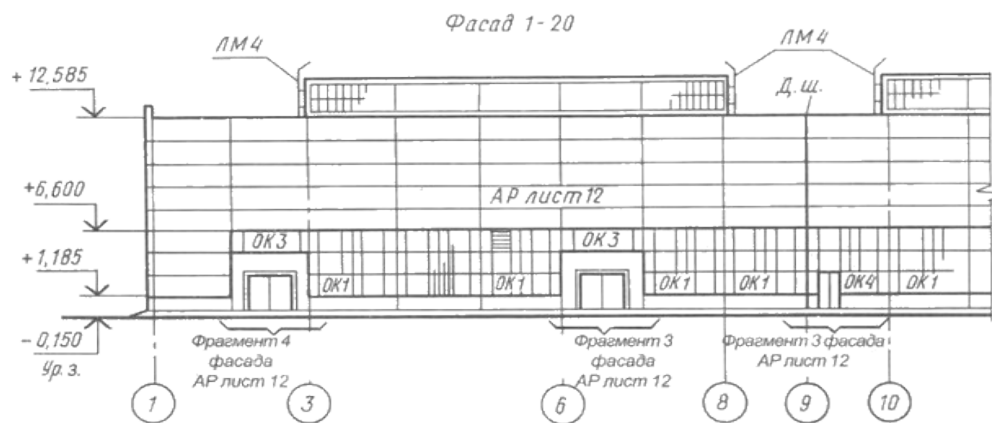 Фасад 1-20
ЛМ4
ЛМ4
+12,585
Д.ш.
+6,600
АР лист 12
ОК3
ОК3
+1,185
ОК1
ОК1
ОК1
ОК1
ОК4
ОК1
-0,150
Ур.з.
Фрагмент 4
фасада
АР лист 12
Фрагмент 3
фасада
АР лист 12
Фрагмент 3 фасада
АР лист 12
1
3
6
8
9
10